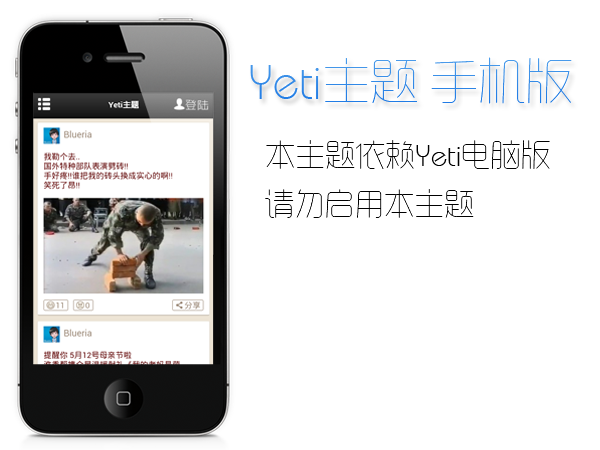 Yeti主题 手机版
本主题依赖Yeti电脑版
请勿启用本主题
Yeti主题
登陆
Blueria
我勒个去..
国外特种部队表演劈砖!!
手好疼!!谁把我的砖头换成实心的啊!!
笑死了昂!!
11
0
分享
Blueria
提醒你 5月12号母亲节啦